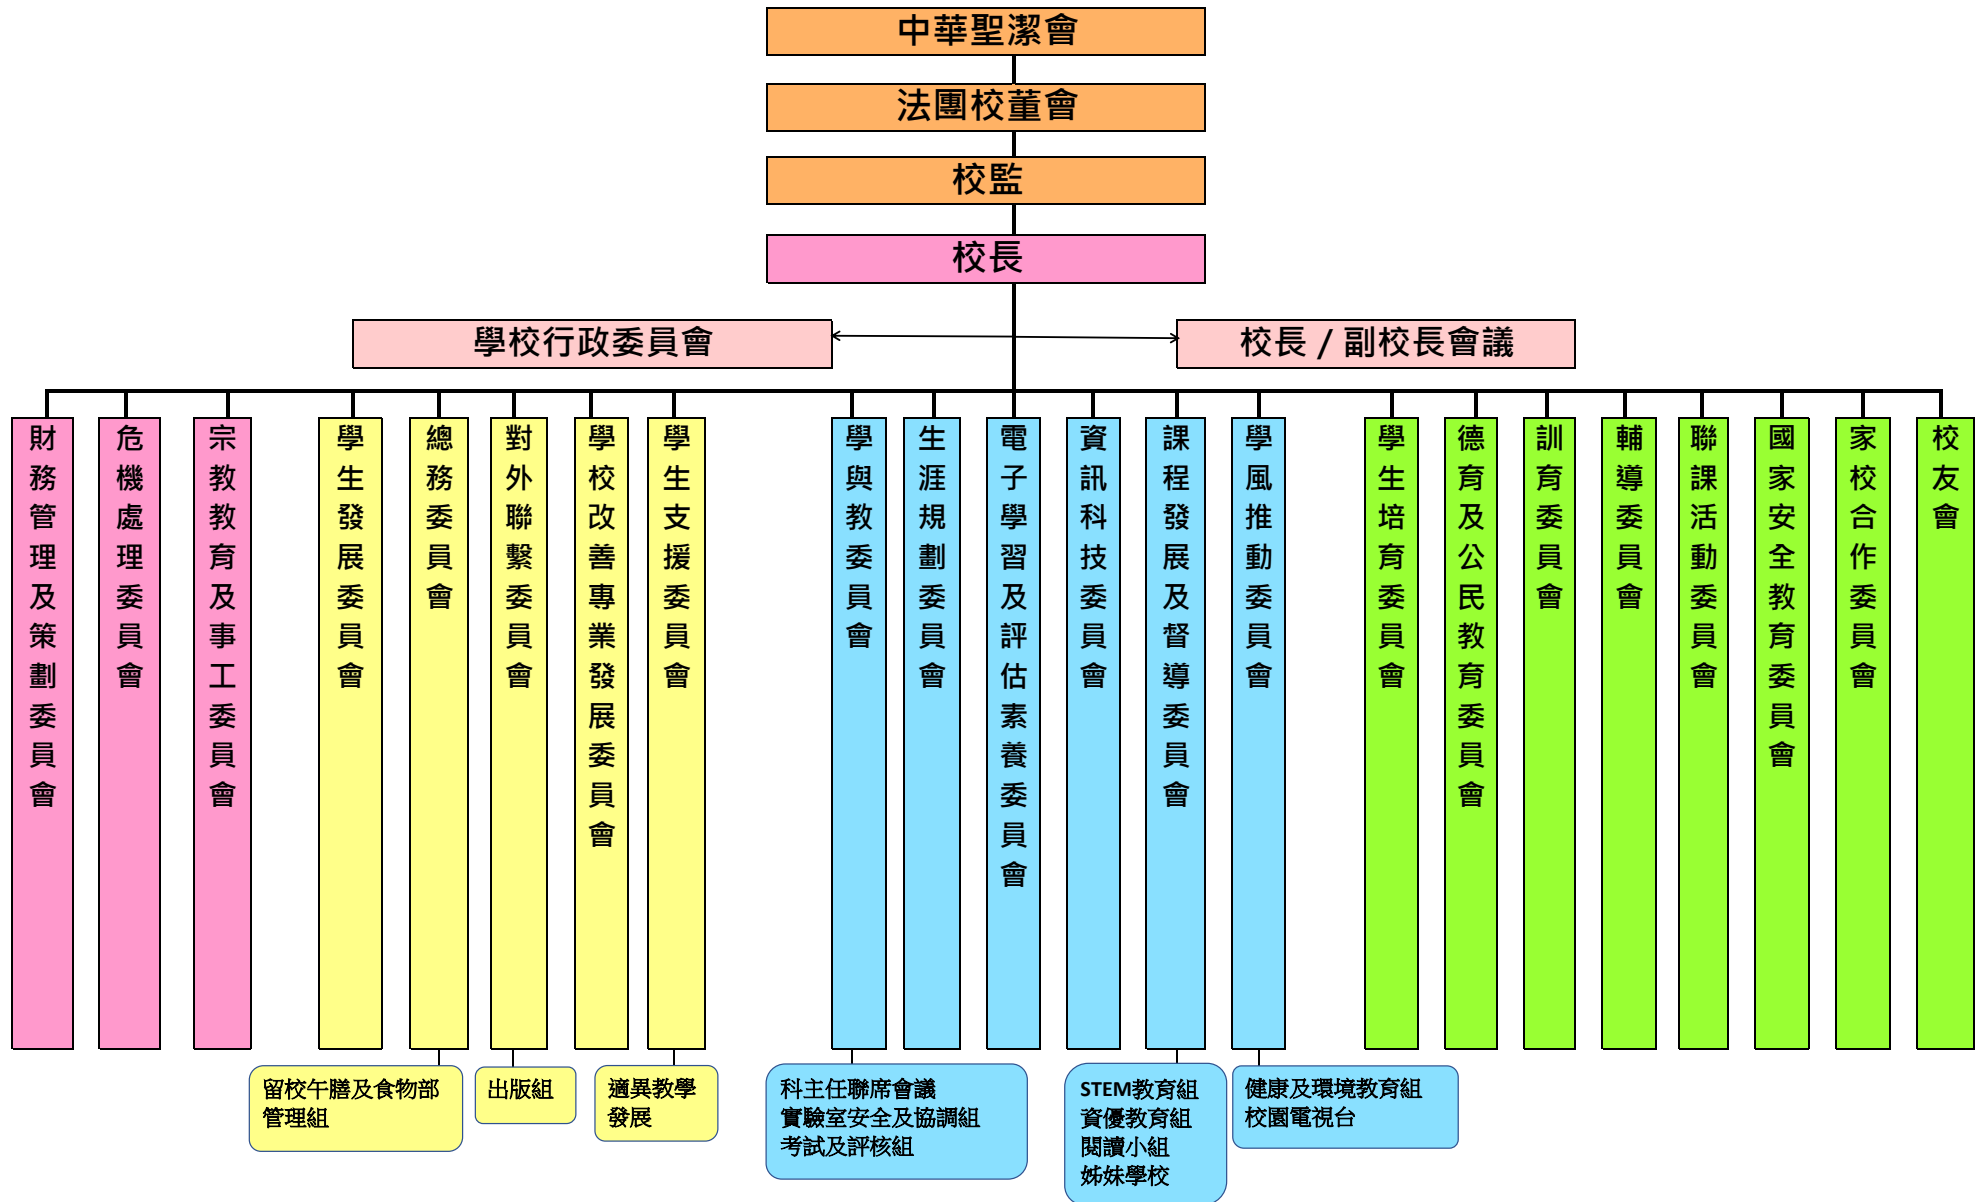 中華聖潔會
法團校董會
校監
校長
學校行政委員會
校長 / 副校長會議
財務管理及策劃委員會
危機處理委員會
宗教教育及事工委員會
學生發展委員會
總務委員會
對外聯繫委員會
學校改善專業發展委員會
學生支援委員會
學與教委員會
生涯規劃委員會
電子學習及評估素養委員會
資訊科技委員會
課程發展及督導委員會
學風推動委員會
學生培育委員會
德育及公民教育委員會
訓育委員會
輔導委員會
聯課活動委員會
國家安全教育委員會
家校合作委員會
校友會
留校午膳及食物部
管理組
出版組
適異教學
發展
科主任聯席會議
實驗室安全及協調組
考試及評核組
STEM教育組
資優教育組
閱讀小組
姊妹學校
健康及環境教育組
校園電視台